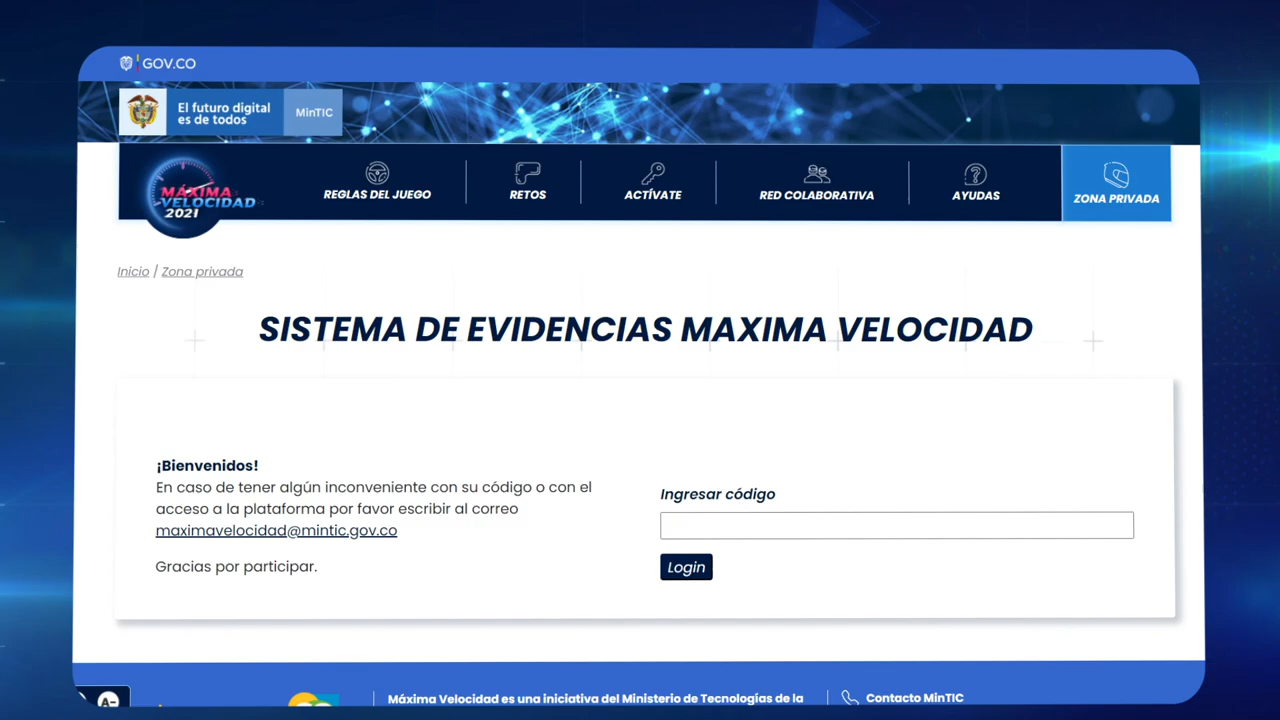 GOV.CO
El futuro digital
es de todos
MinTIC
MÁXIMA
VELOCIDAD
2021
REGLAS DEL JUEGO
RETOS
ACTÍVATE
RED COLABORATIVA
AYUDAS
ZONA PRIVADA
Inicio / Zona privada
SISTEMA DE EVIDENCIAS MAXIMA VELOCIDAD
¡Bienvenidos!
En caso de tener algún inconveniente con su código o con el
acceso a la plataforma por favor escribir al correo
maximavelocidad@mintic.gov.co
Gracias por participar.
Ingresar código
Login
A-
Máxima Velocidad es una iniciativa del Ministerio de Tecnologías de la
Contacto MinTIC